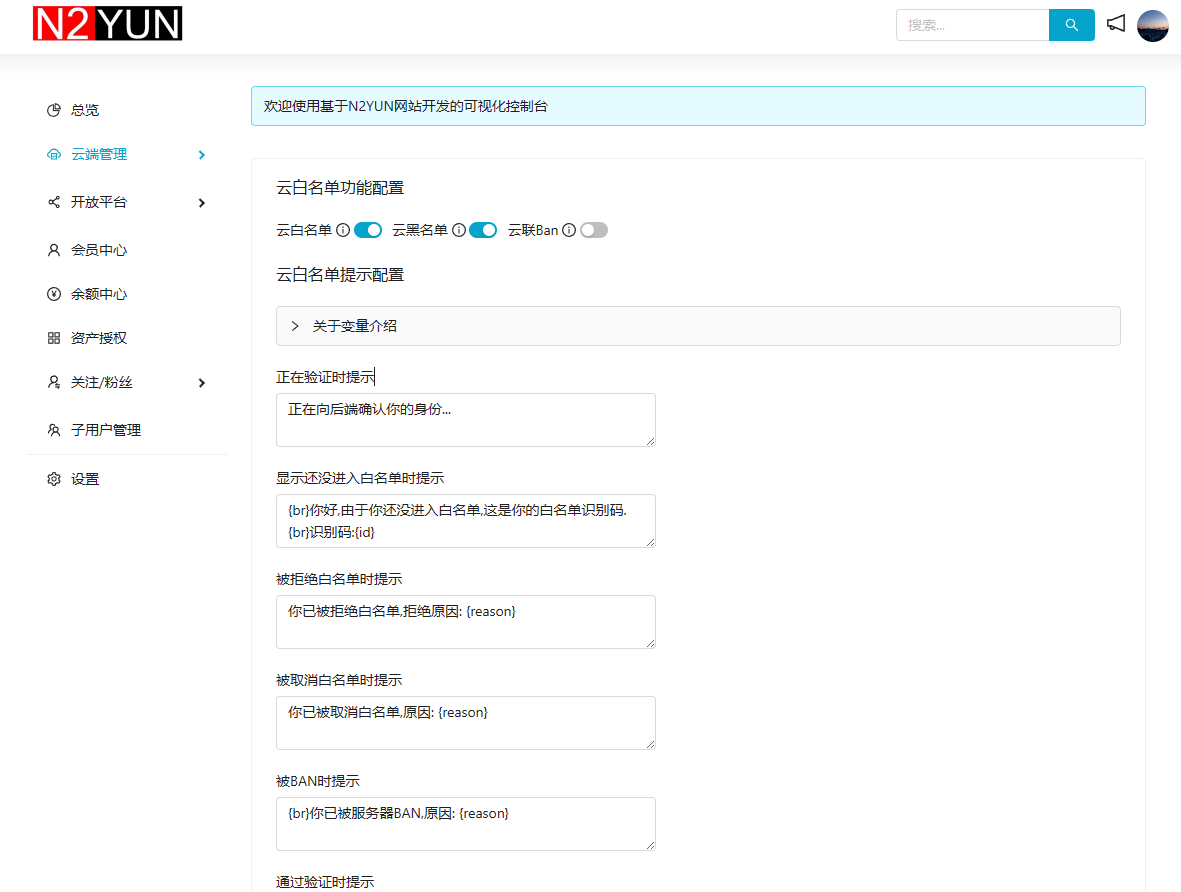 N2YUN
搜索...
总览
云端管理
开放平台
会员中心
余额中心
资产授权
关注/粉丝
子用户管理
设置
欢迎使用基于N2YUN网站开发的可视化控制台
云白名单功能配置
云白名单 云黑名单 云联Ban
云白名单提示配置
关于变量介绍
正在验证时提示
正在向后端确认你的身份...
显示还没进入白名单时提示
{br}你好,由于你还没进入白名单,这是你的白名单识别码.
{br}识别码:{id}
被拒绝白名单时提示
你已被拒绝白名单,拒绝原因: {reason}
被取消白名单时提示
你已被取消白名单,原因: {reason}
被BAN时提示
{br}你已被服务器BAN,原因: {reason}
通过验证时提示